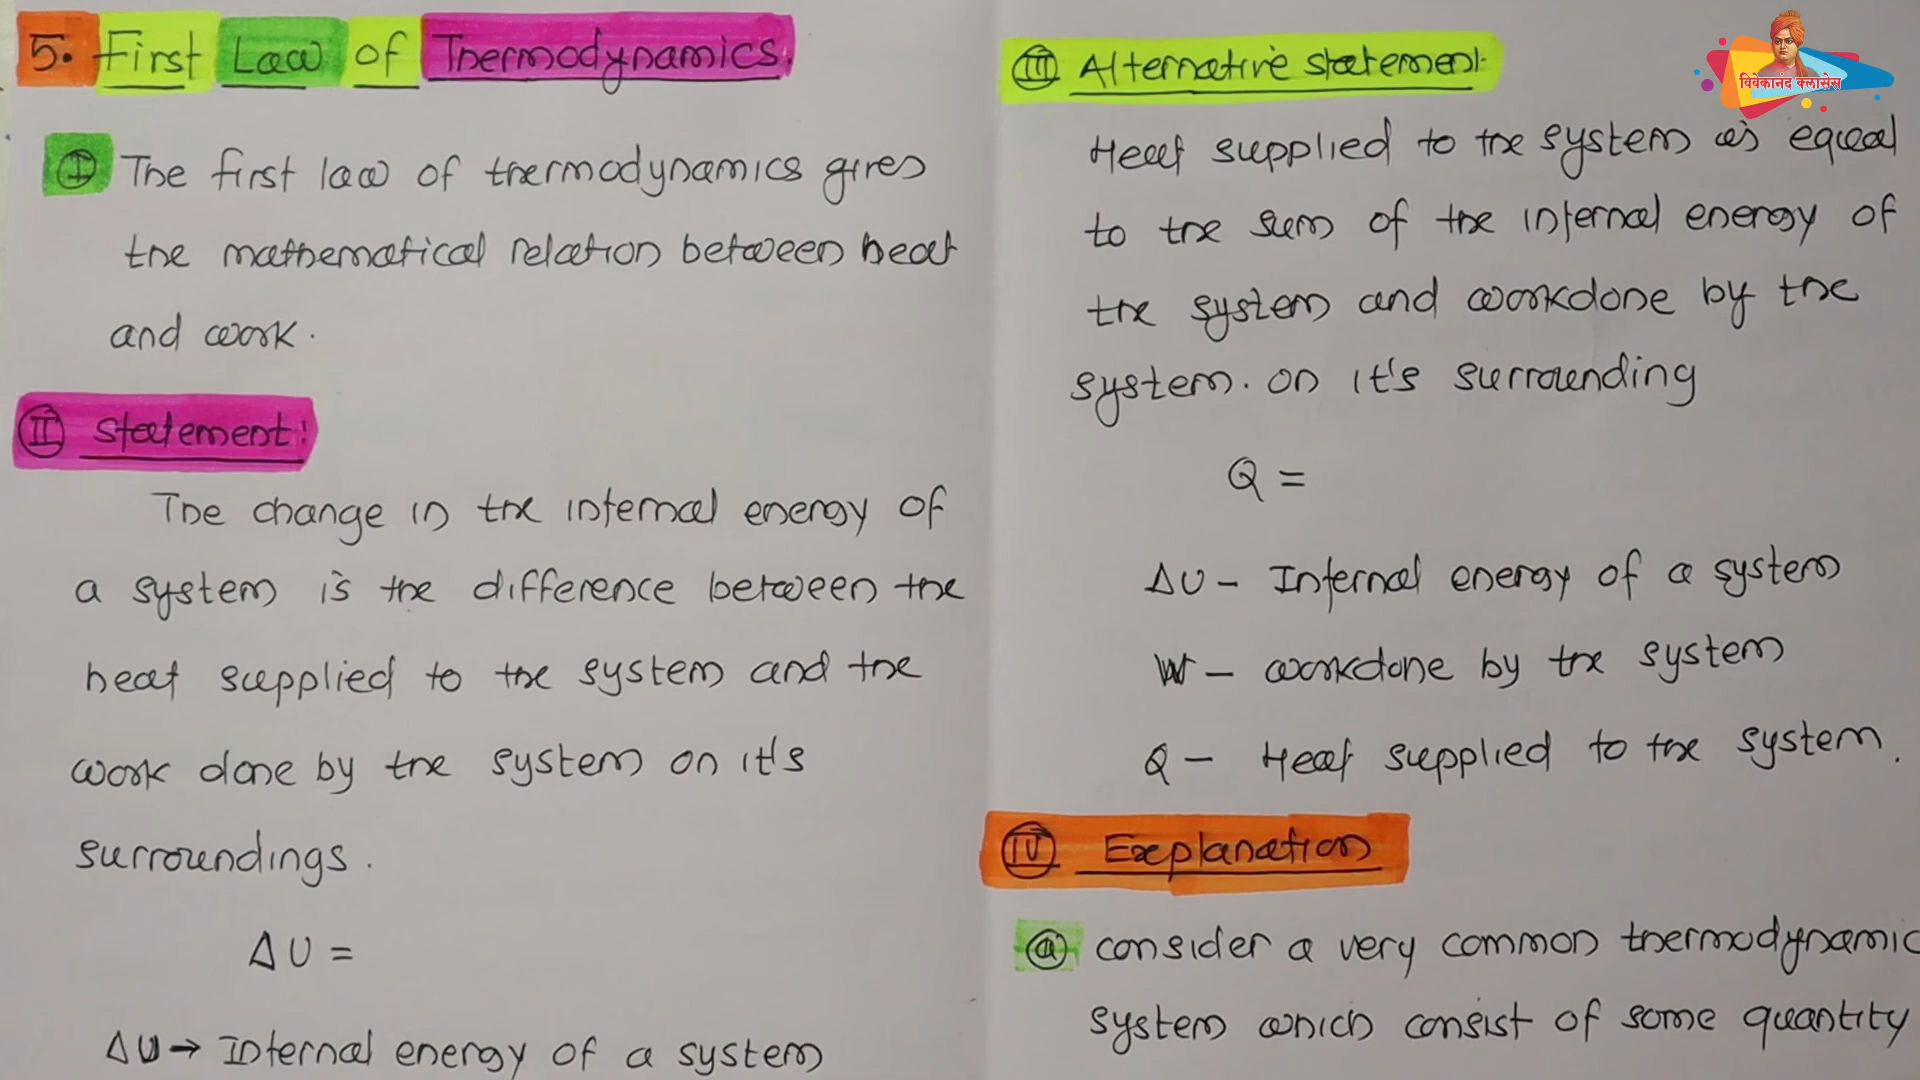 5. First Law of Thermodynamics.
I The first law of thermodynamics gives
the mathematical relation between heat
and work.
II Statement:
The change in the internal energy of
a system is the difference between the
heat supplied to the system and the
work done by the system on it's
surroundings.
ΔU =
ΔU → Internal energy of a system
III Alternative statement:
Heat supplied to the system is equal
to the sum of the internal energy of
the system and workdone by the
system. on it's surrounding
Q =
ΔU - Internal energy of a system
W - workdone by the system
Q - Heat supplied to the system.
IV Explanation
a consider a very common thermodynamic
system which consist of some quantity
विवेकानंद क्लासेस